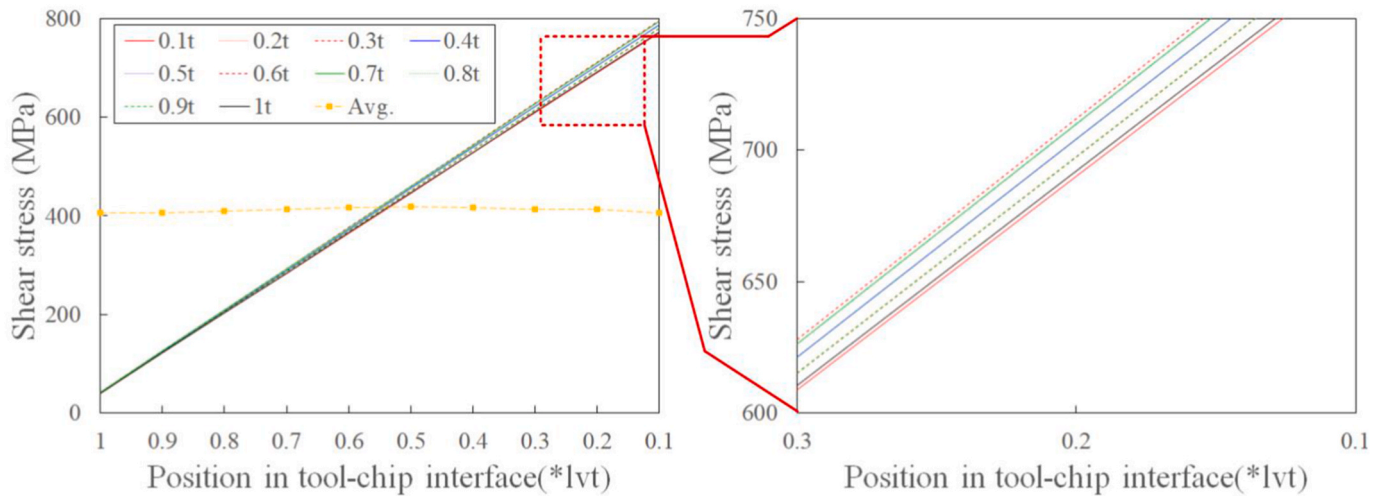 800
600
400
200
0
Shear stress (MPa)
0.1t 0.2t 0.3t 0.4t
0.5t 0.6t 0.7t 0.8t
0.9t 1t Avg.
1 0.9 0.8 0.7 0.6 0.5 0.4 0.3 0.2 0.1
Position in tool-chip interface(*lvt)
750
700
650
600
Shear stress (MPa)
0.3 0.2 0.1
Position in tool-chip interface(*lvt)